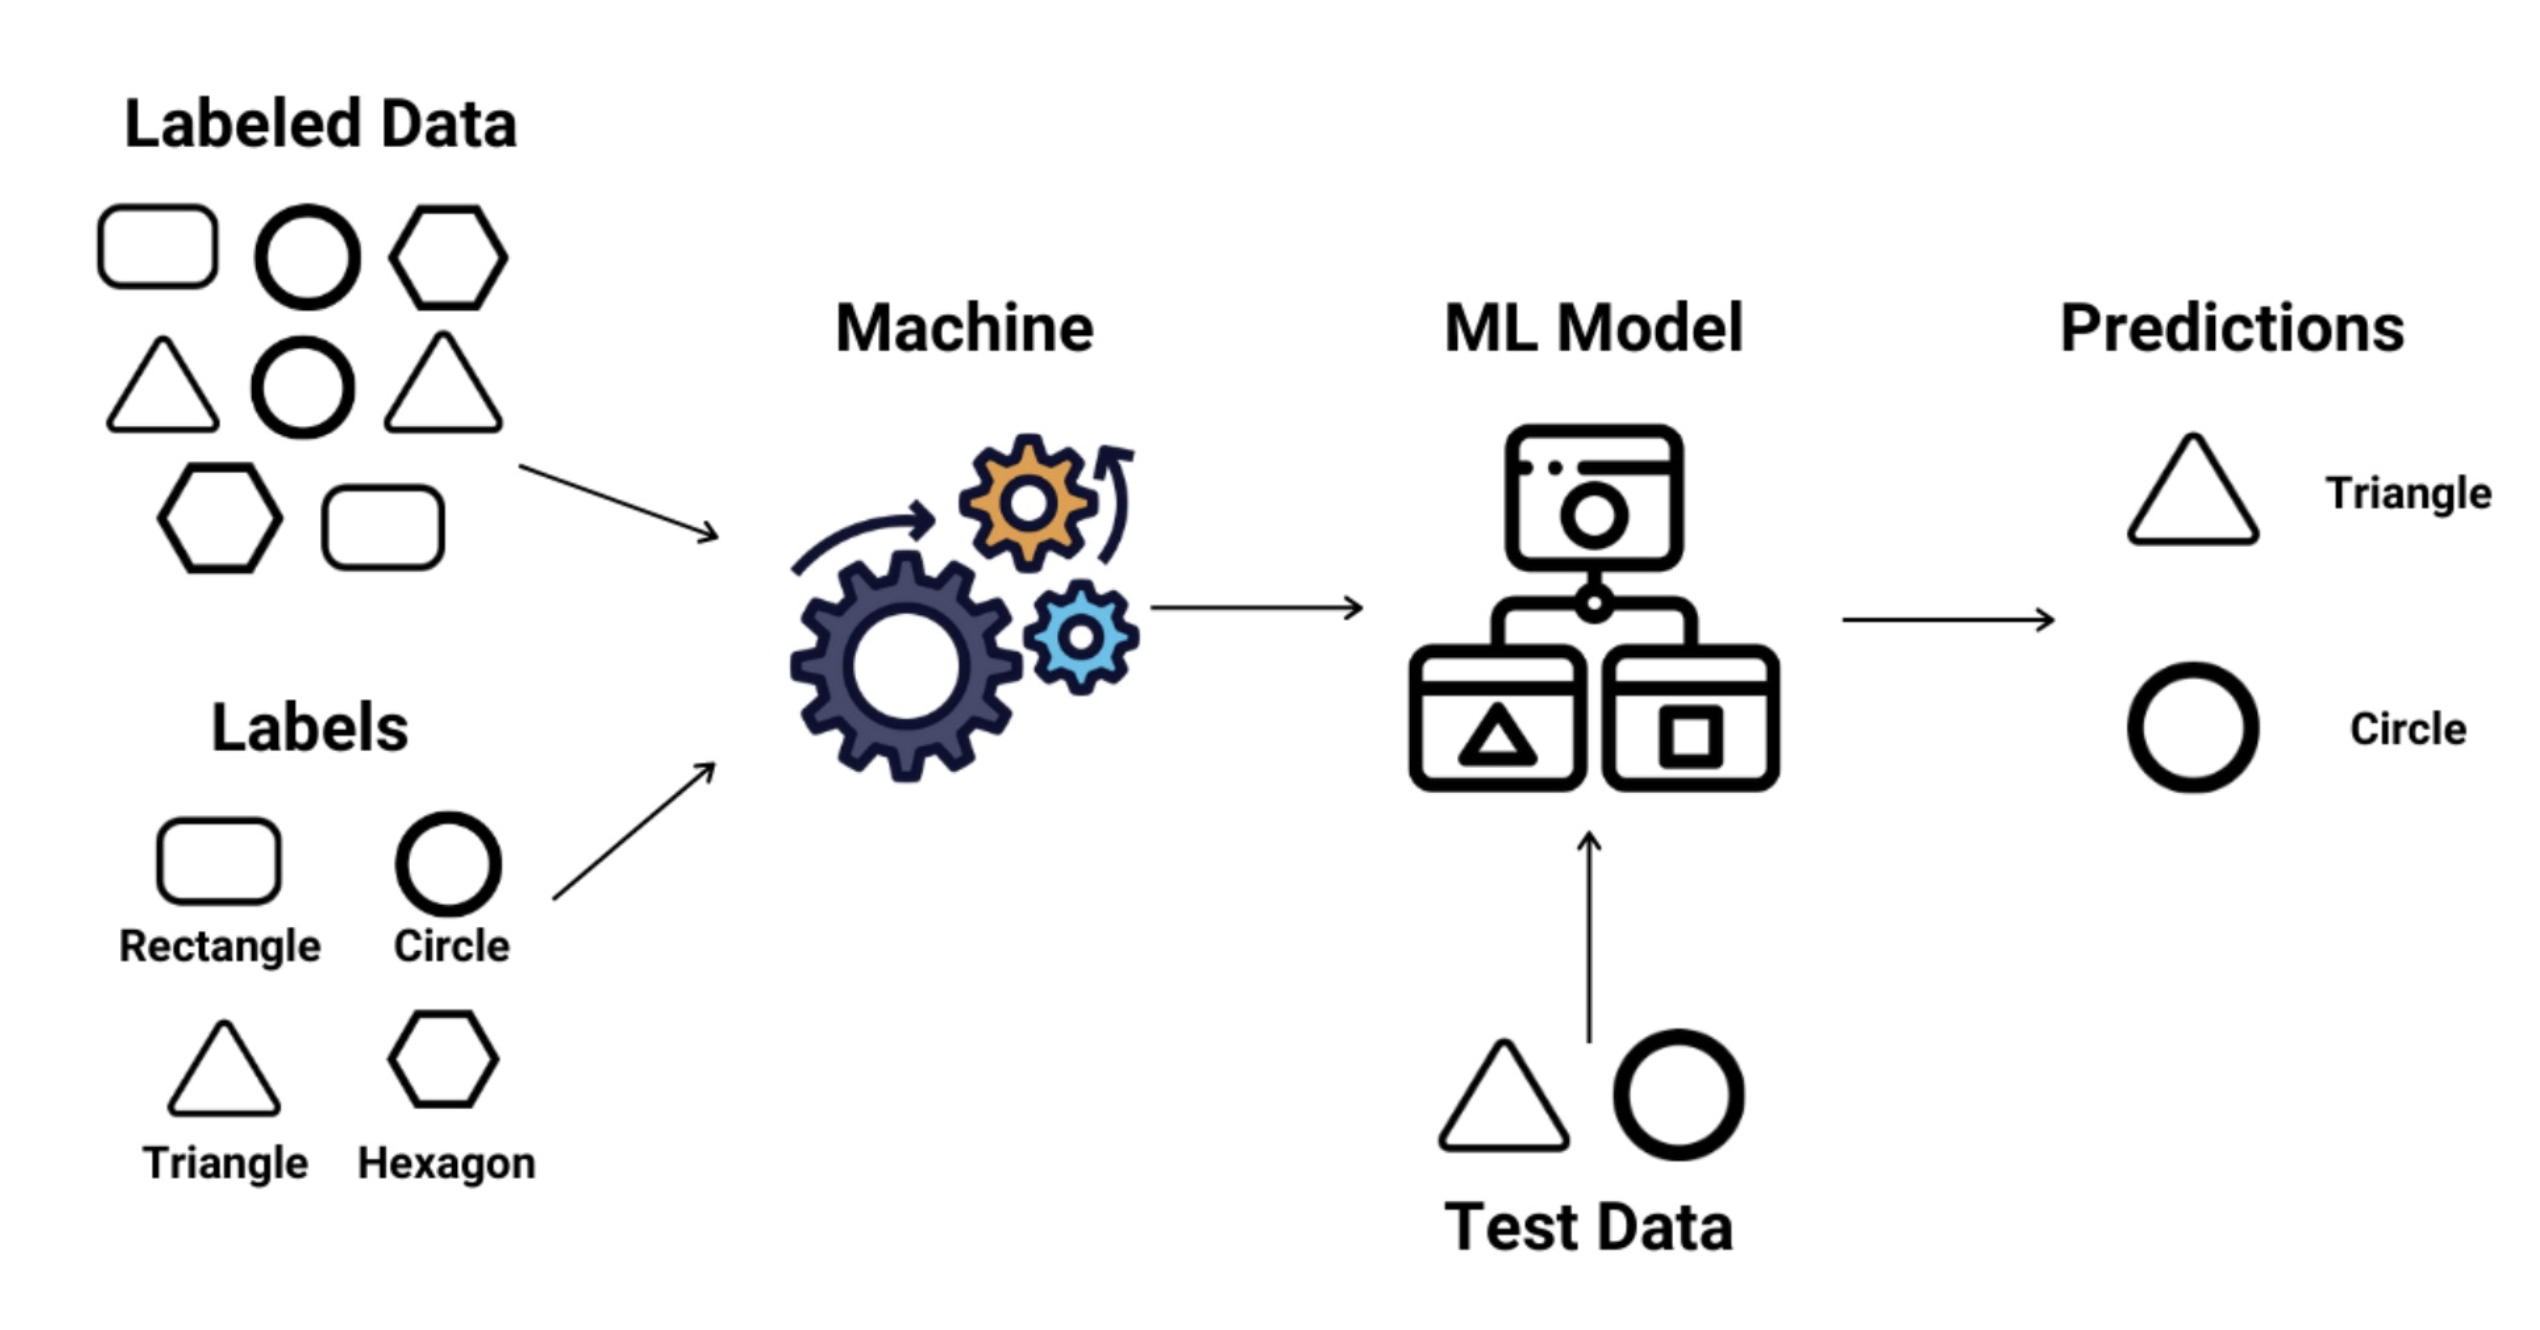 Labeled Data
Labels
Rectangle
Circle
Triangle
Hexagon
Machine
ML Model
Test Data
Predictions
Triangle
Circle